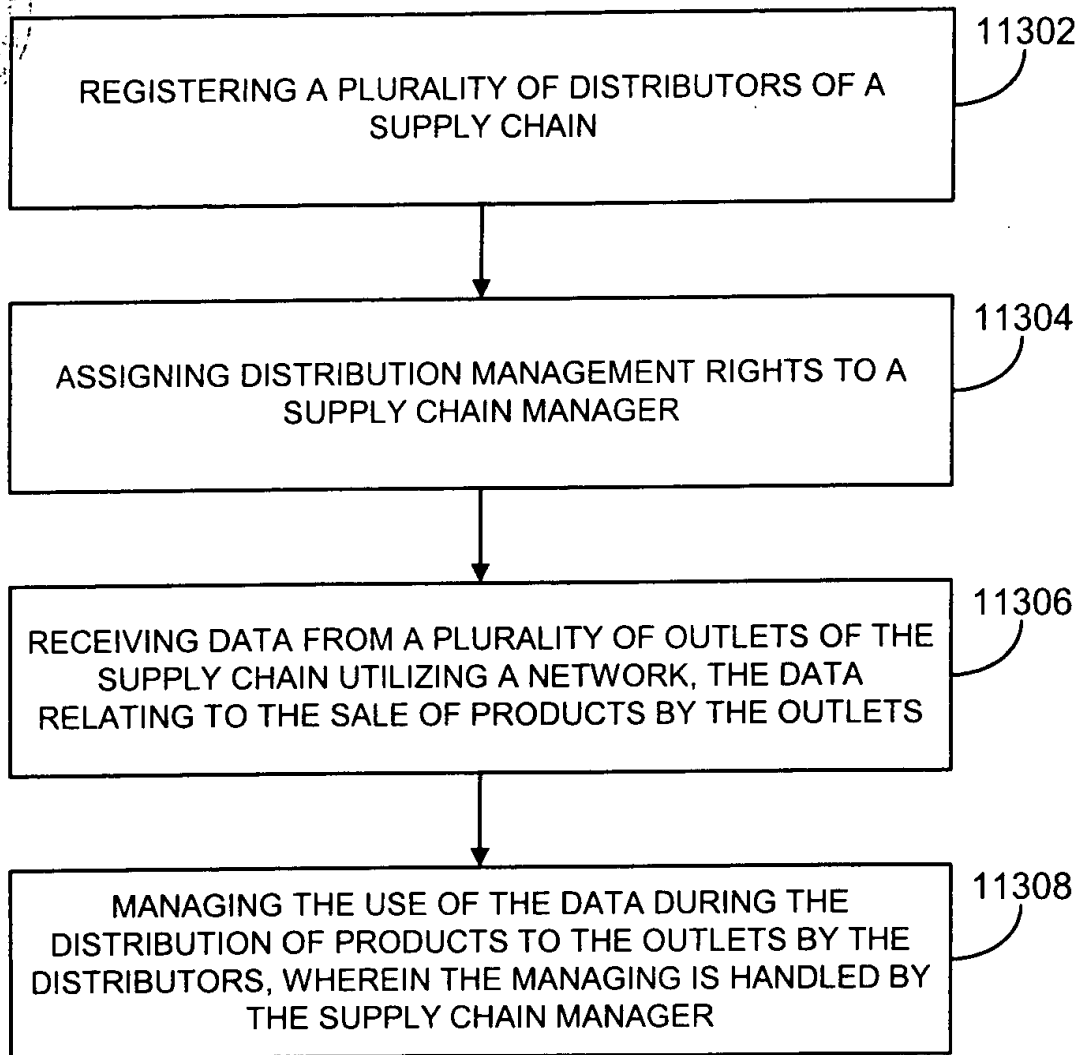 11302
REGISTERING A PLURALITY OF DISTRIBUTORS OF A
SUPPLY CHAIN
11304
ASSIGNING DISTRIBUTION MANAGEMENT RIGHTS TO A
SUPPLY CHAIN MANAGER
11306
RECEIVING DATA FROM A PLURALITY OF OUTLETS OF THE
SUPPLY CHAIN UTILIZING A NETWORK, THE DATA
RELATING TO THE SALE OF PRODUCTS BY THE OUTLETS
11308
MANAGING THE USE OF THE DATA DURING THE
DISTRIBUTION OF PRODUCTS TO THE OUTLETS BY THE
DISTRIBUTORS, WHEREIN THE MANAGING IS HANDLED BY
THE SUPPLY CHAIN MANAGER